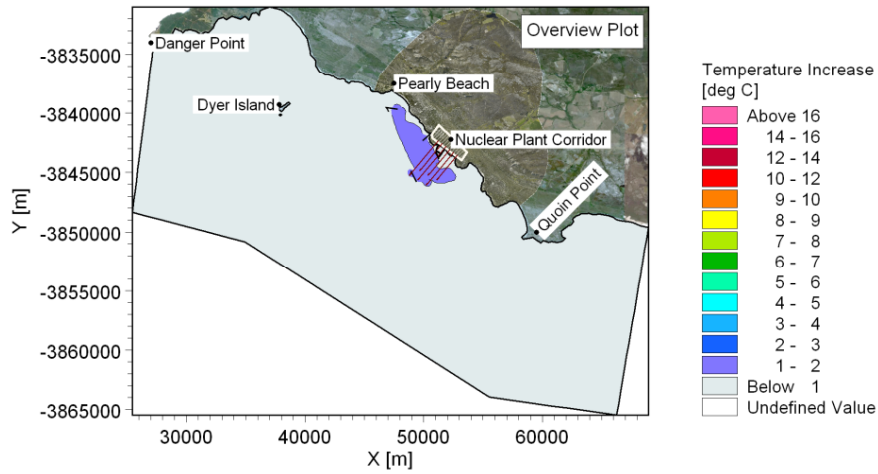 Overview Plot
Danger Point
Pearly Beach
Dyer Island
Nuclear Plant Corridor
Quoin Point
Y [m]
-3835000
-3840000
-3845000
-3850000
-3855000
-3860000
-3865000
30000 40000 50000 60000
X [m]
Temperature Increase
[deg C]
Above 16
14 - 16
12 - 14
10 - 12
9 - 10
8 - 9
7 - 8
6 - 7
5 - 6
4 - 5
3 - 4
2 - 3
1 - 2
Below 1
Undefined Value